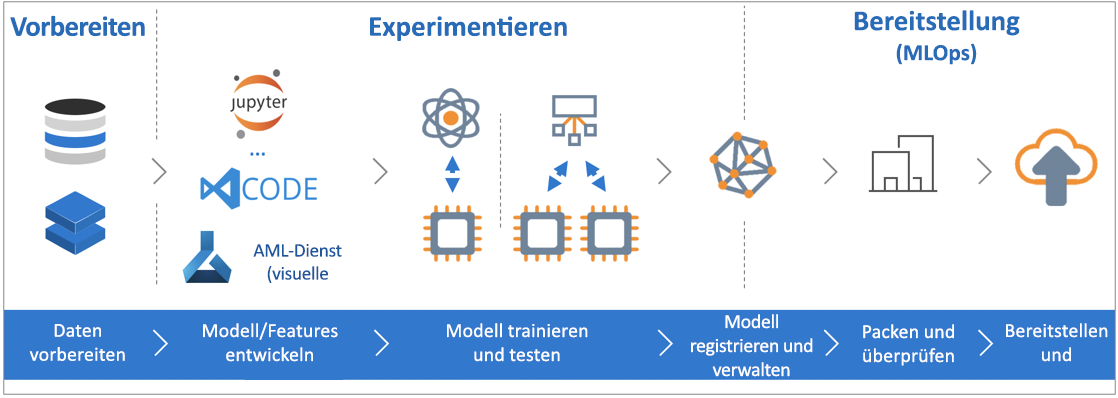 Vorbereiten
Experimentieren
Bereitstellung
(MLOps)
jupyter
...
CODE
AML-Dienst
(visuelle
Daten
vorbereiten
Modell/Features
entwickeln
Modell trainieren
und testen
Modell
registrieren und
verwalten
Packen und
überprüfen
Bereitstellen
und